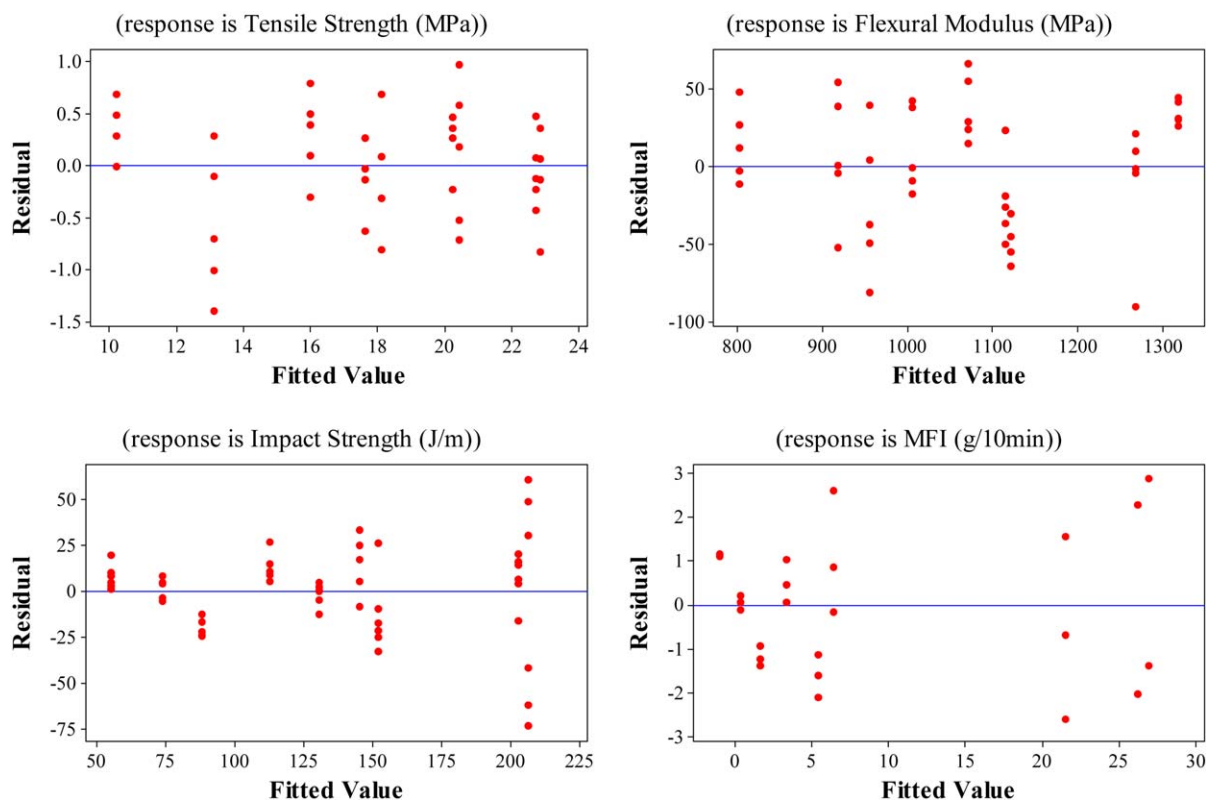 (response is Tensile Strength (MPa))
1.0
0.5
0.0
-0.5
-1.0
-1.5
Residual
10 12 14 16 18 20 22 24
Fitted Value
(response is Flexural Modulus (MPa))
50
0
-50
-100
Residual
800 900 1000 1100 1200 1300
Fitted Value
(response is Impact Strength (J/m))
50
25
0
-25
-50
-75
Residual
50 75 100 125 150 175 200 225
Fitted Value
(response is MFI (g/10min))
3
2
1
0
-1
-2
-3
Residual
0 5 10 15 20 25 30
Fitted Value